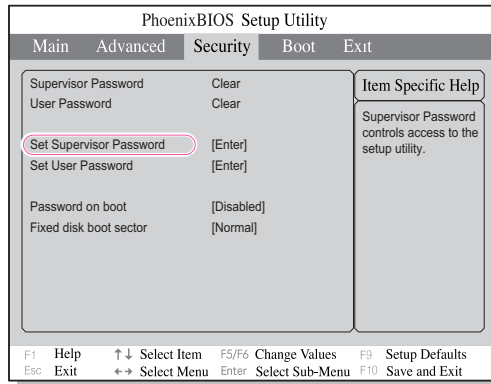 PhoenixBIOS Setup Utility
Main Advanced Security Boot Exit
Supervisor Password Clear
User Password Clear
Set Supervisor Password [Enter]
Set User Password [Enter]
Password on boot [Disabled]
Fixed disk boot sector [Normal]
Item Specific Help
Supervisor Password
controls access to the
setup utility.
F1 Help ↑↓ Select Item F5/F6 Change Values F9 Setup Defaults
Esc Exit ←→ Select Menu Enter Select Sub-Menu F10 Save and Exit